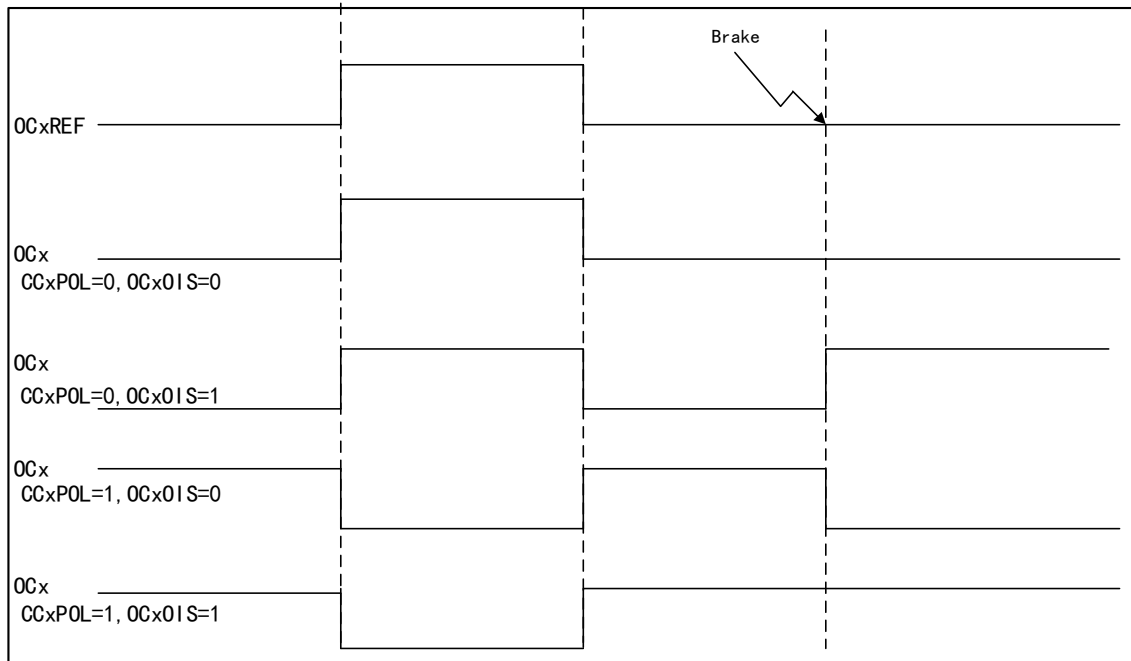 Brake
OCxREF
OCx
CCxPOL=0, OCxOIS=0
OCx
CCxPOL=0, OCxOIS=1
OCx
CCxPOL=1, OCxOIS=0
OCx
CCxPOL=1, OCxOIS=1